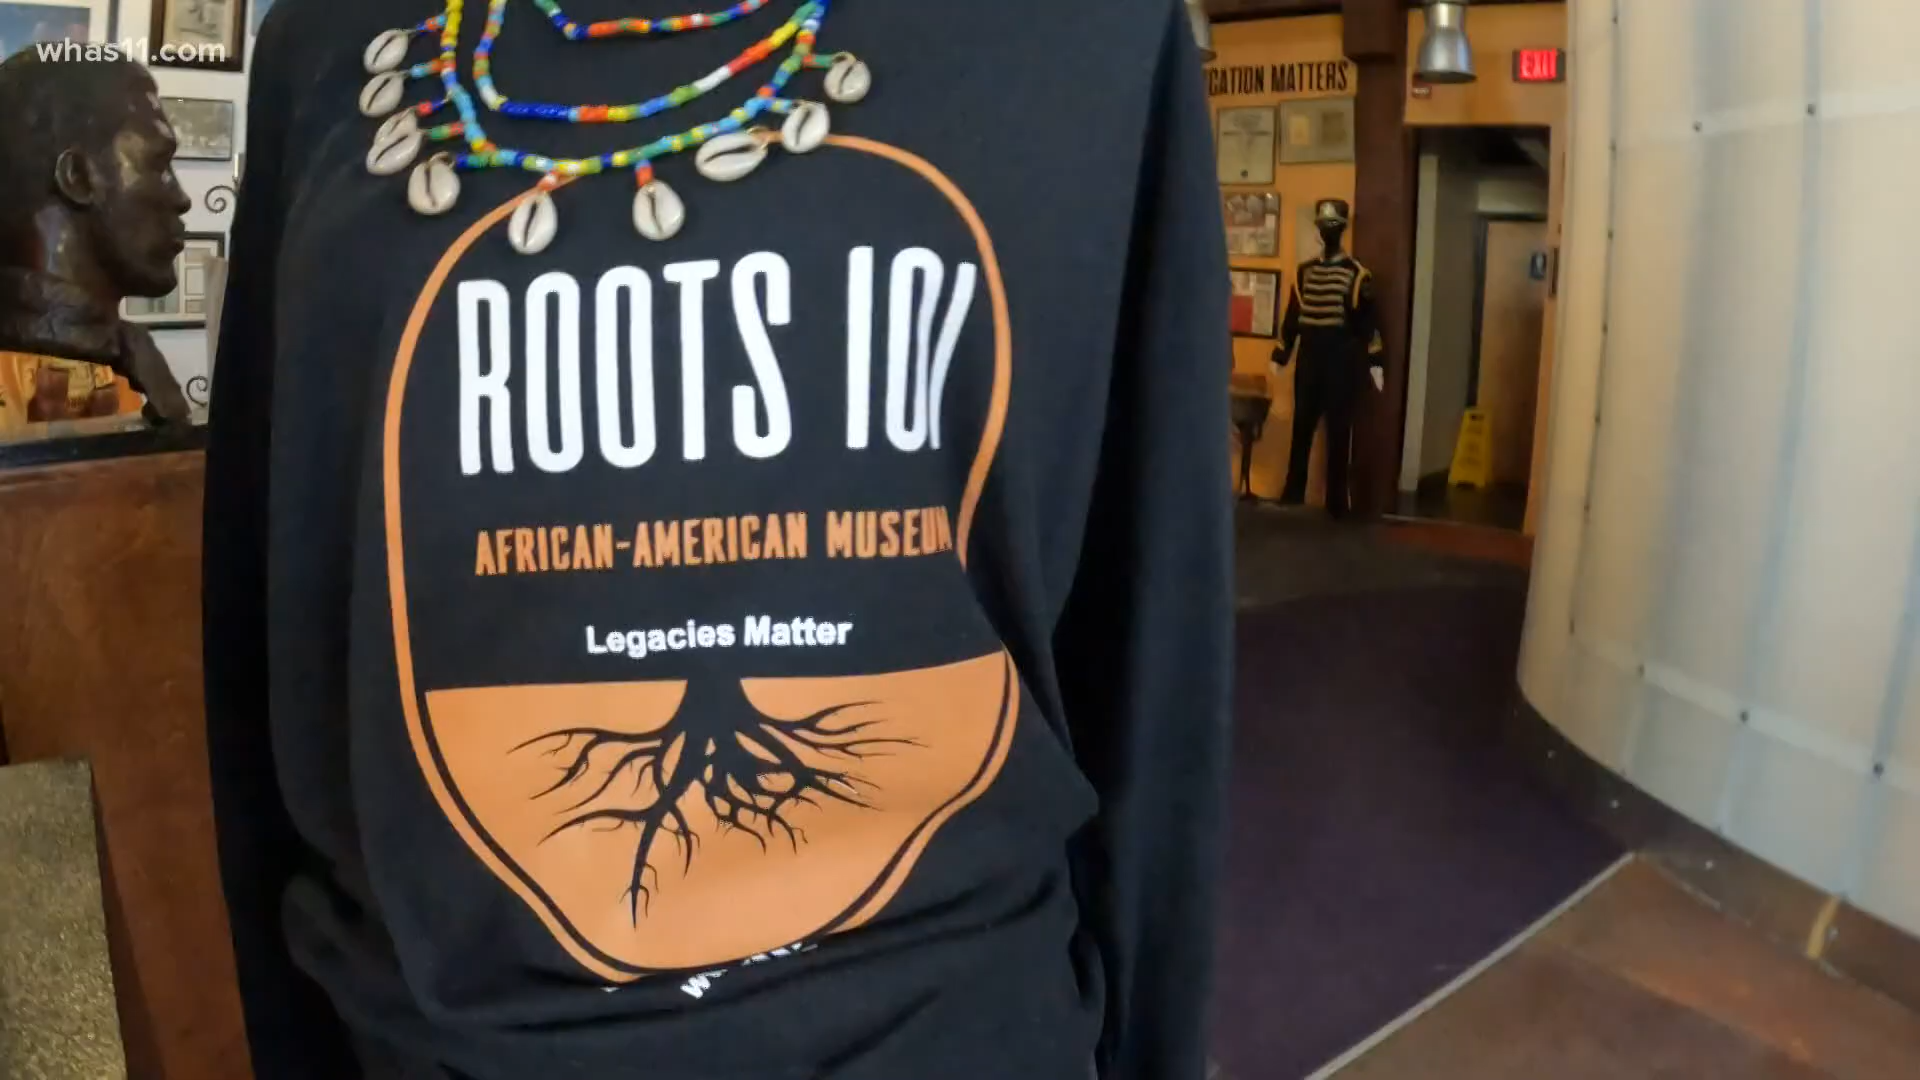 whas11.com
CATION MATTERS
EXIT
ROOTS 101
AFRICAN-AMERICAN MUSEUM
Legacies Matter